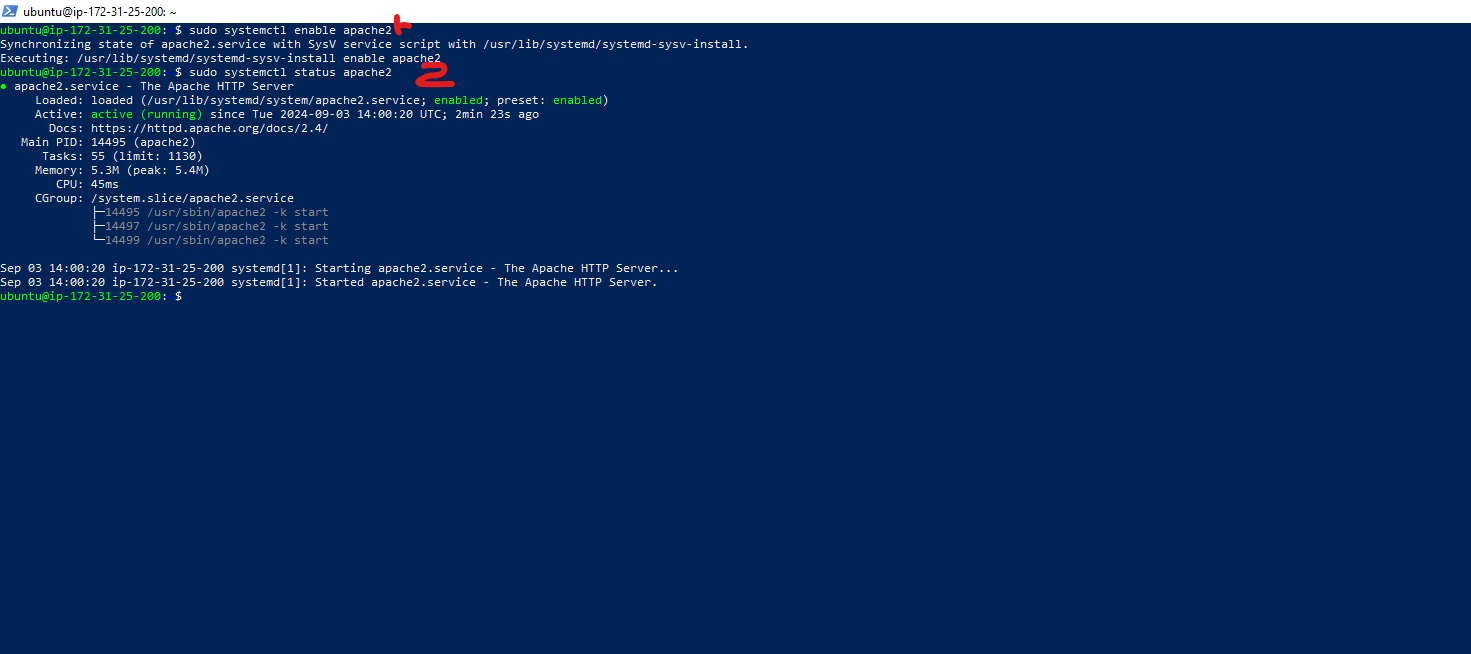 ubuntu@ip-172-31-25-200: ~
ubuntu@ip-172-31-25-200: $ sudo systemctl enable apache2
Synchronizing state of apache2.service with SysV service script with /usr/lib/systemd/systemd-sysv-install.
Executing: /usr/lib/systemd/systemd-sysv-install enable apache2
ubuntu@ip-172-31-25-200: $ sudo systemctl status apache2 2
● apache2.service - The Apache HTTP Server
     Loaded: loaded (/usr/lib/systemd/system/apache2.service; enabled; preset: enabled)
     Active: active (running) since Tue 2024-09-03 14:00:20 UTC; 2min 23s ago
       Docs: https://httpd.apache.org/docs/2.4/
   Main PID: 14495 (apache2)
      Tasks: 55 (limit: 1130)
     Memory: 5.3M (peak: 5.4M)
        CPU: 45ms
     CGroup: /system.slice/apache2.service
             ├─14495 /usr/sbin/apache2 -k start
             ├─14497 /usr/sbin/apache2 -k start
             └─14499 /usr/sbin/apache2 -k start
Sep 03 14:00:20 ip-172-31-25-200 systemd[1]: Starting apache2.service - The Apache HTTP Server...
Sep 03 14:00:20 ip-172-31-25-200 systemd[1]: Started apache2.service - The Apache HTTP Server.
ubuntu@ip-172-31-25-200: $